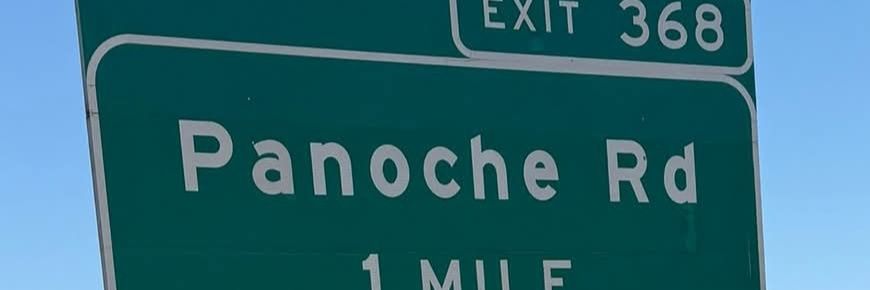 EXIT 368
Panoche Rd
1 MILE